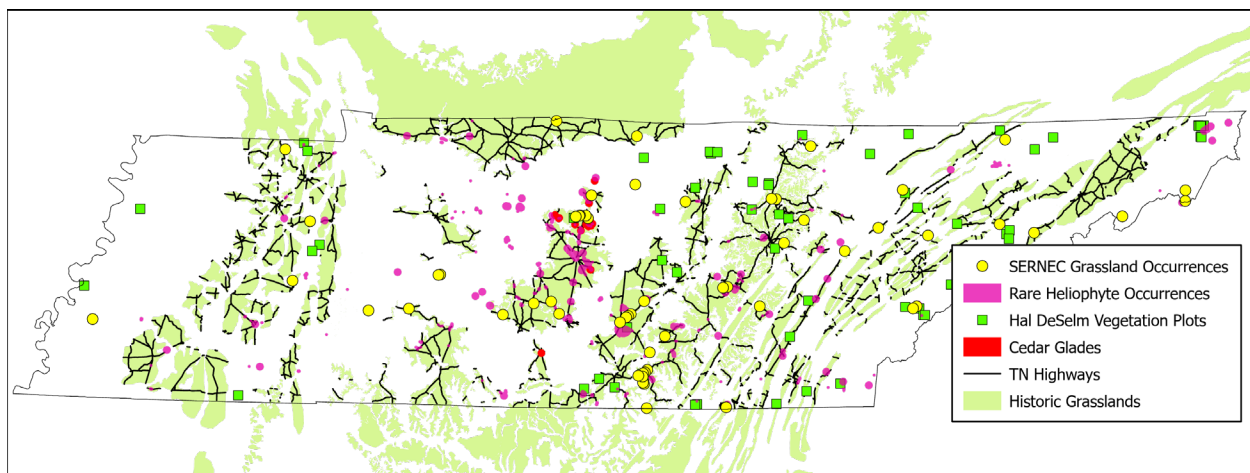 SERNEC Grassland Occurrences
Rare Heliophyte Occurrences
Hal DeSelm Vegetation Plots
Cedar Glades
TN Highways
Historic Grasslands